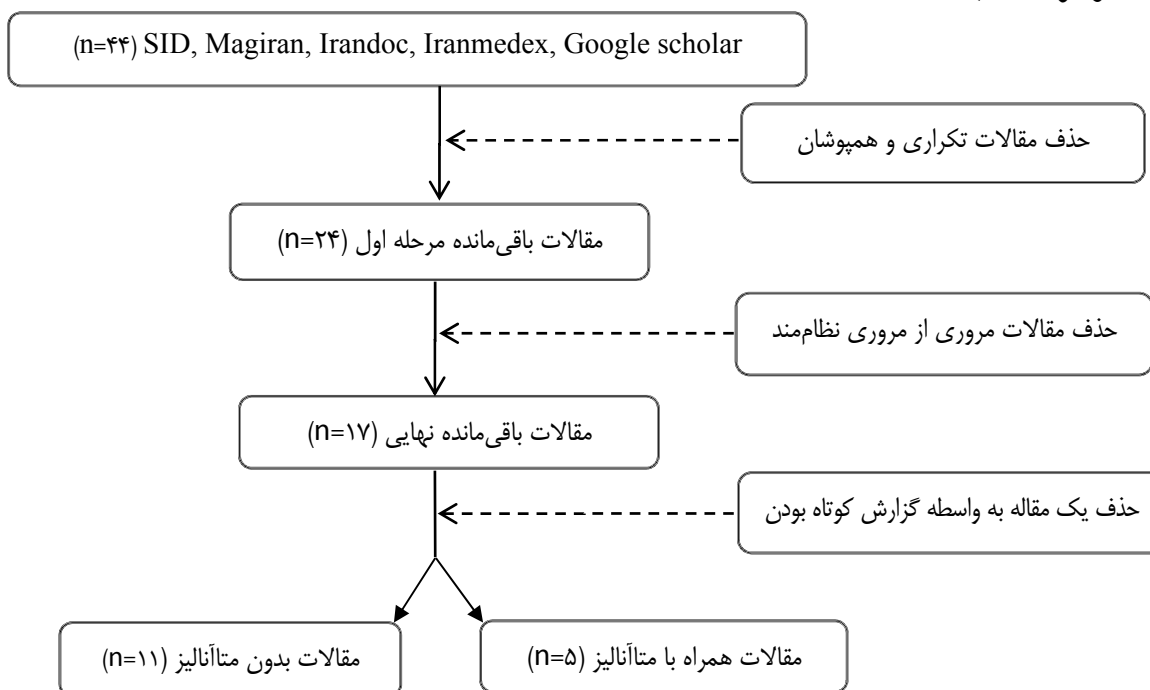 (n=۴۴) SID, Magiran, Irandoc, Iranmedex, Google scholar
حذف مقالات تکراری و همپوشان
مقالات باقی‌مانده مرحله اول (n=۲۴)
حذف مقالات مروری از مروری نظام‌مند
مقالات باقی‌مانده نهایی (n=۱۷)
حذف یک مقاله به واسطه گزارش کوتاه بودن
مقالات همراه با متاآنالیز (n=۵)
مقالات بدون متاآنالیز (n=۱۱)